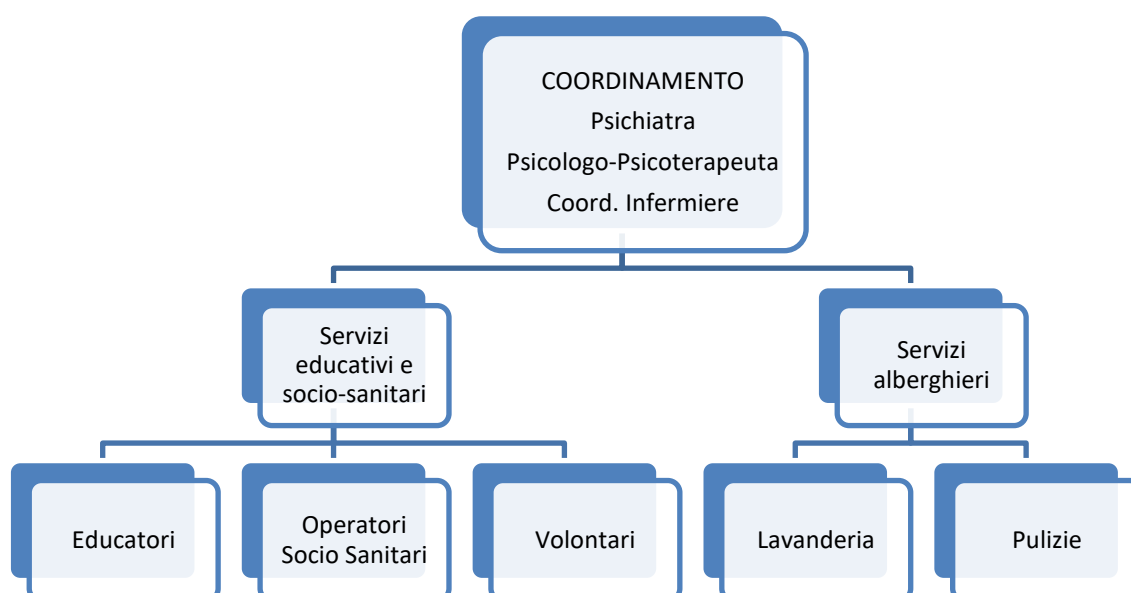 COORDINAMENTO
Psichiatra
Psicologo-Psicoterapeuta
Coord. Infermiere
Servizi
educativi e
socio-sanitari
Servizi
alberghieri
Educatori
Operatori
Socio Sanitari
Volontari
Lavanderia
Pulizie